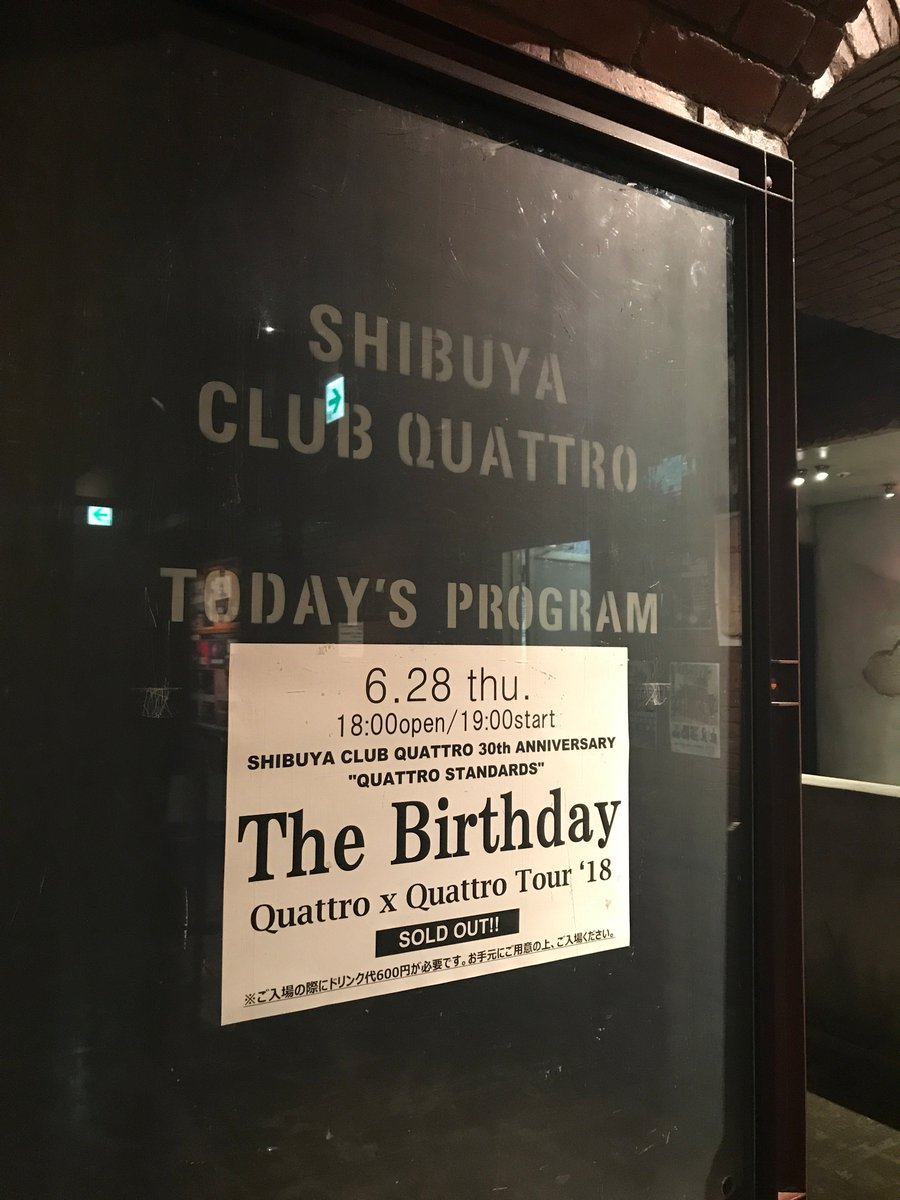 SHIBUYA
CLUB QUATTRO
TODAY'S PROGRAM
6.28 thu.
18:00open/19:00start
SHIBUYA CLUB QUATTRO 30th ANNIVERSARY
"QUATTRO STANDARDS"
The Birthday
Quattro x Quattro Tour ‘18
SOLD OUT!!
※ご入場の際にドリンク代600円が必要です。お手元にご用意の上、ご入場ください。